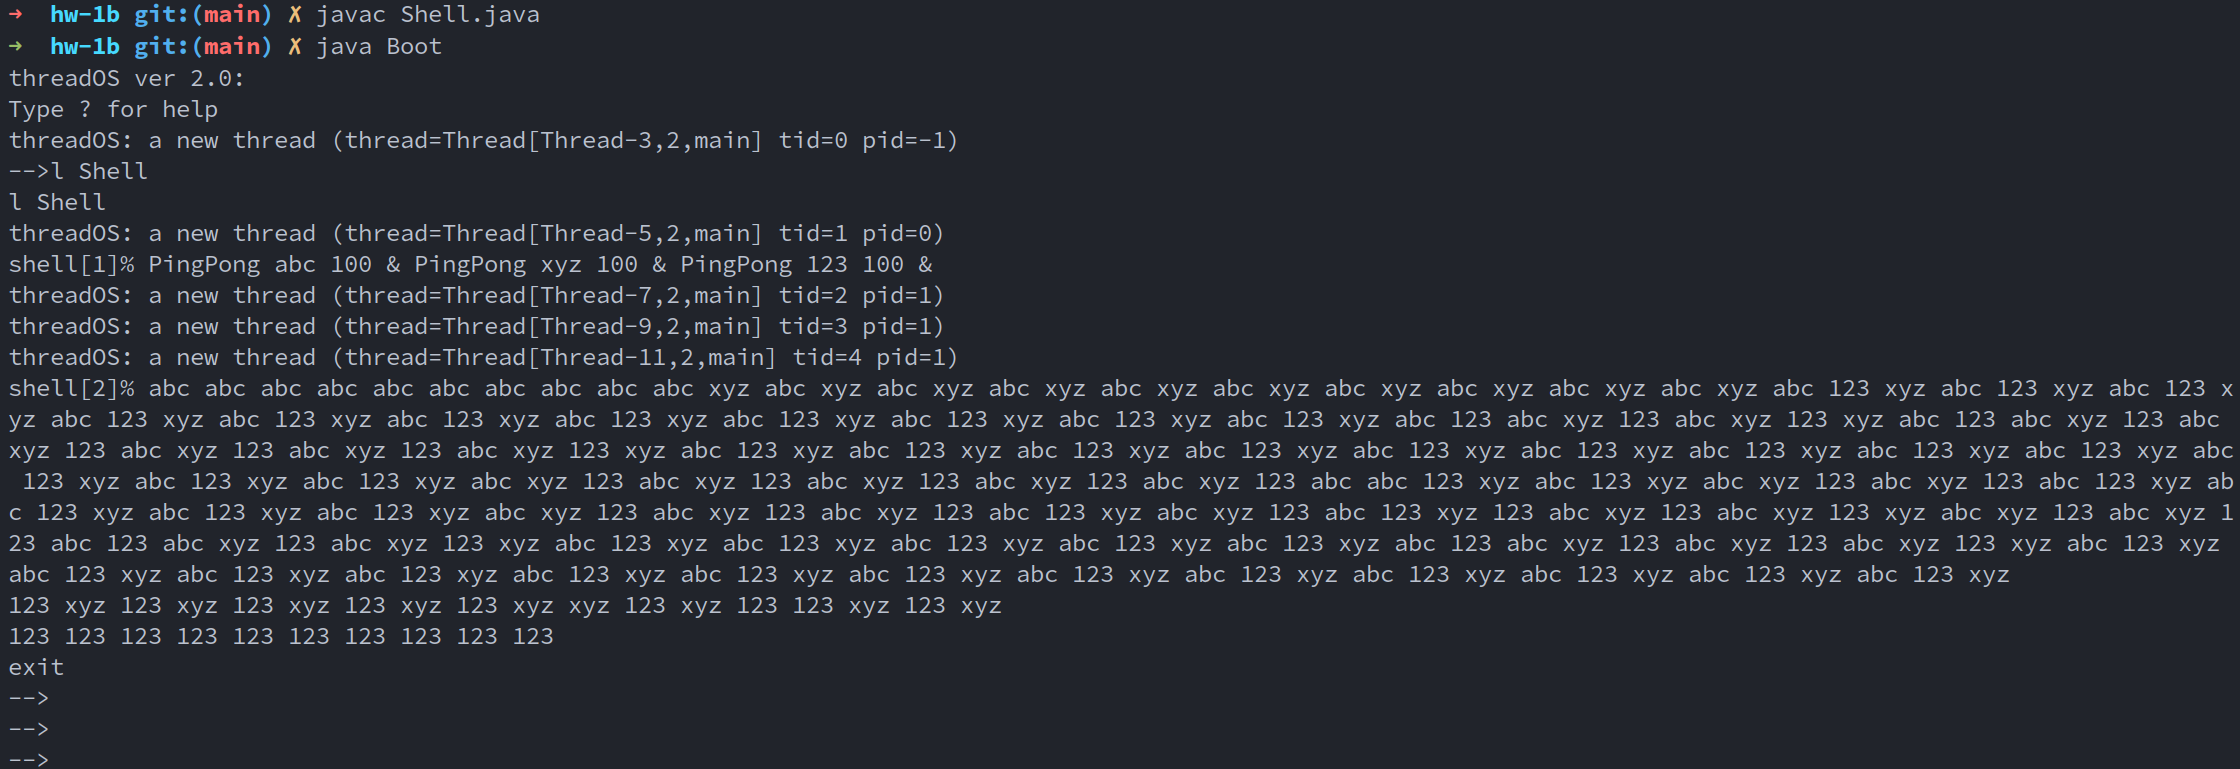 ➜  hw-1b git:(main) ✗ javac Shell.java
➜  hw-1b git:(main) ✗ java Boot
threadOS ver 2.0:
Type ? for help
threadOS: a new thread (thread=Thread[Thread-3,2,main] tid=0 pid=-1)
-->l Shell
l Shell
threadOS: a new thread (thread=Thread[Thread-5,2,main] tid=1 pid=0)
shell[1]% PingPong abc 100 & PingPong xyz 100 & PingPong 123 100 &
threadOS: a new thread (thread=Thread[Thread-7,2,main] tid=2 pid=1)
threadOS: a new thread (thread=Thread[Thread-9,2,main] tid=3 pid=1)
threadOS: a new thread (thread=Thread[Thread-11,2,main] tid=4 pid=1)
shell[2]% abc abc abc abc abc abc abc abc abc abc xyz abc xyz abc xyz abc xyz abc xyz abc xyz abc xyz abc xyz abc xyz abc xyz abc 123 xyz abc 123 xyz abc 123 x
yz abc 123 xyz abc 123 xyz abc 123 xyz abc 123 xyz abc 123 xyz abc 123 xyz abc 123 xyz abc 123 xyz abc 123 abc xyz 123 abc xyz 123 xyz abc 123 abc xyz 123 abc
xyz 123 abc xyz 123 abc xyz 123 xyz abc 123 xyz abc 123 xyz abc 123 xyz abc 123 xyz abc 123 xyz abc 123 xyz abc 123 xyz abc 123 xyz abc 123 xyz abc 123 xyz abc
 123 xyz abc 123 xyz abc 123 xyz abc xyz 123 abc xyz 123 abc xyz 123 abc xyz 123 abc xyz 123 abc abc 123 xyz abc 123 xyz abc xyz 123 abc xyz 123 abc 123 xyz ab
c 123 xyz abc 123 xyz abc 123 xyz abc xyz 123 abc xyz 123 abc xyz 123 abc 123 xyz abc xyz 123 abc 123 xyz 123 abc xyz 123 abc xyz 123 xyz abc xyz 123 abc xyz 1
23 abc 123 abc xyz 123 abc xyz 123 xyz abc 123 xyz abc 123 xyz abc 123 xyz abc 123 xyz abc 123 xyz abc 123 abc xyz 123 abc xyz 123 abc xyz 123 xyz abc 123 xyz
abc 123 xyz abc 123 xyz abc 123 xyz abc 123 xyz abc 123 xyz abc 123 xyz abc 123 xyz abc 123 xyz abc 123 xyz abc 123 xyz abc 123 xyz abc 123 xyz
123 xyz 123 xyz 123 xyz 123 xyz 123 xyz xyz 123 xyz 123 123 xyz 123 xyz
123 123 123 123 123 123 123 123 123 123
exit
-->
-->
-->